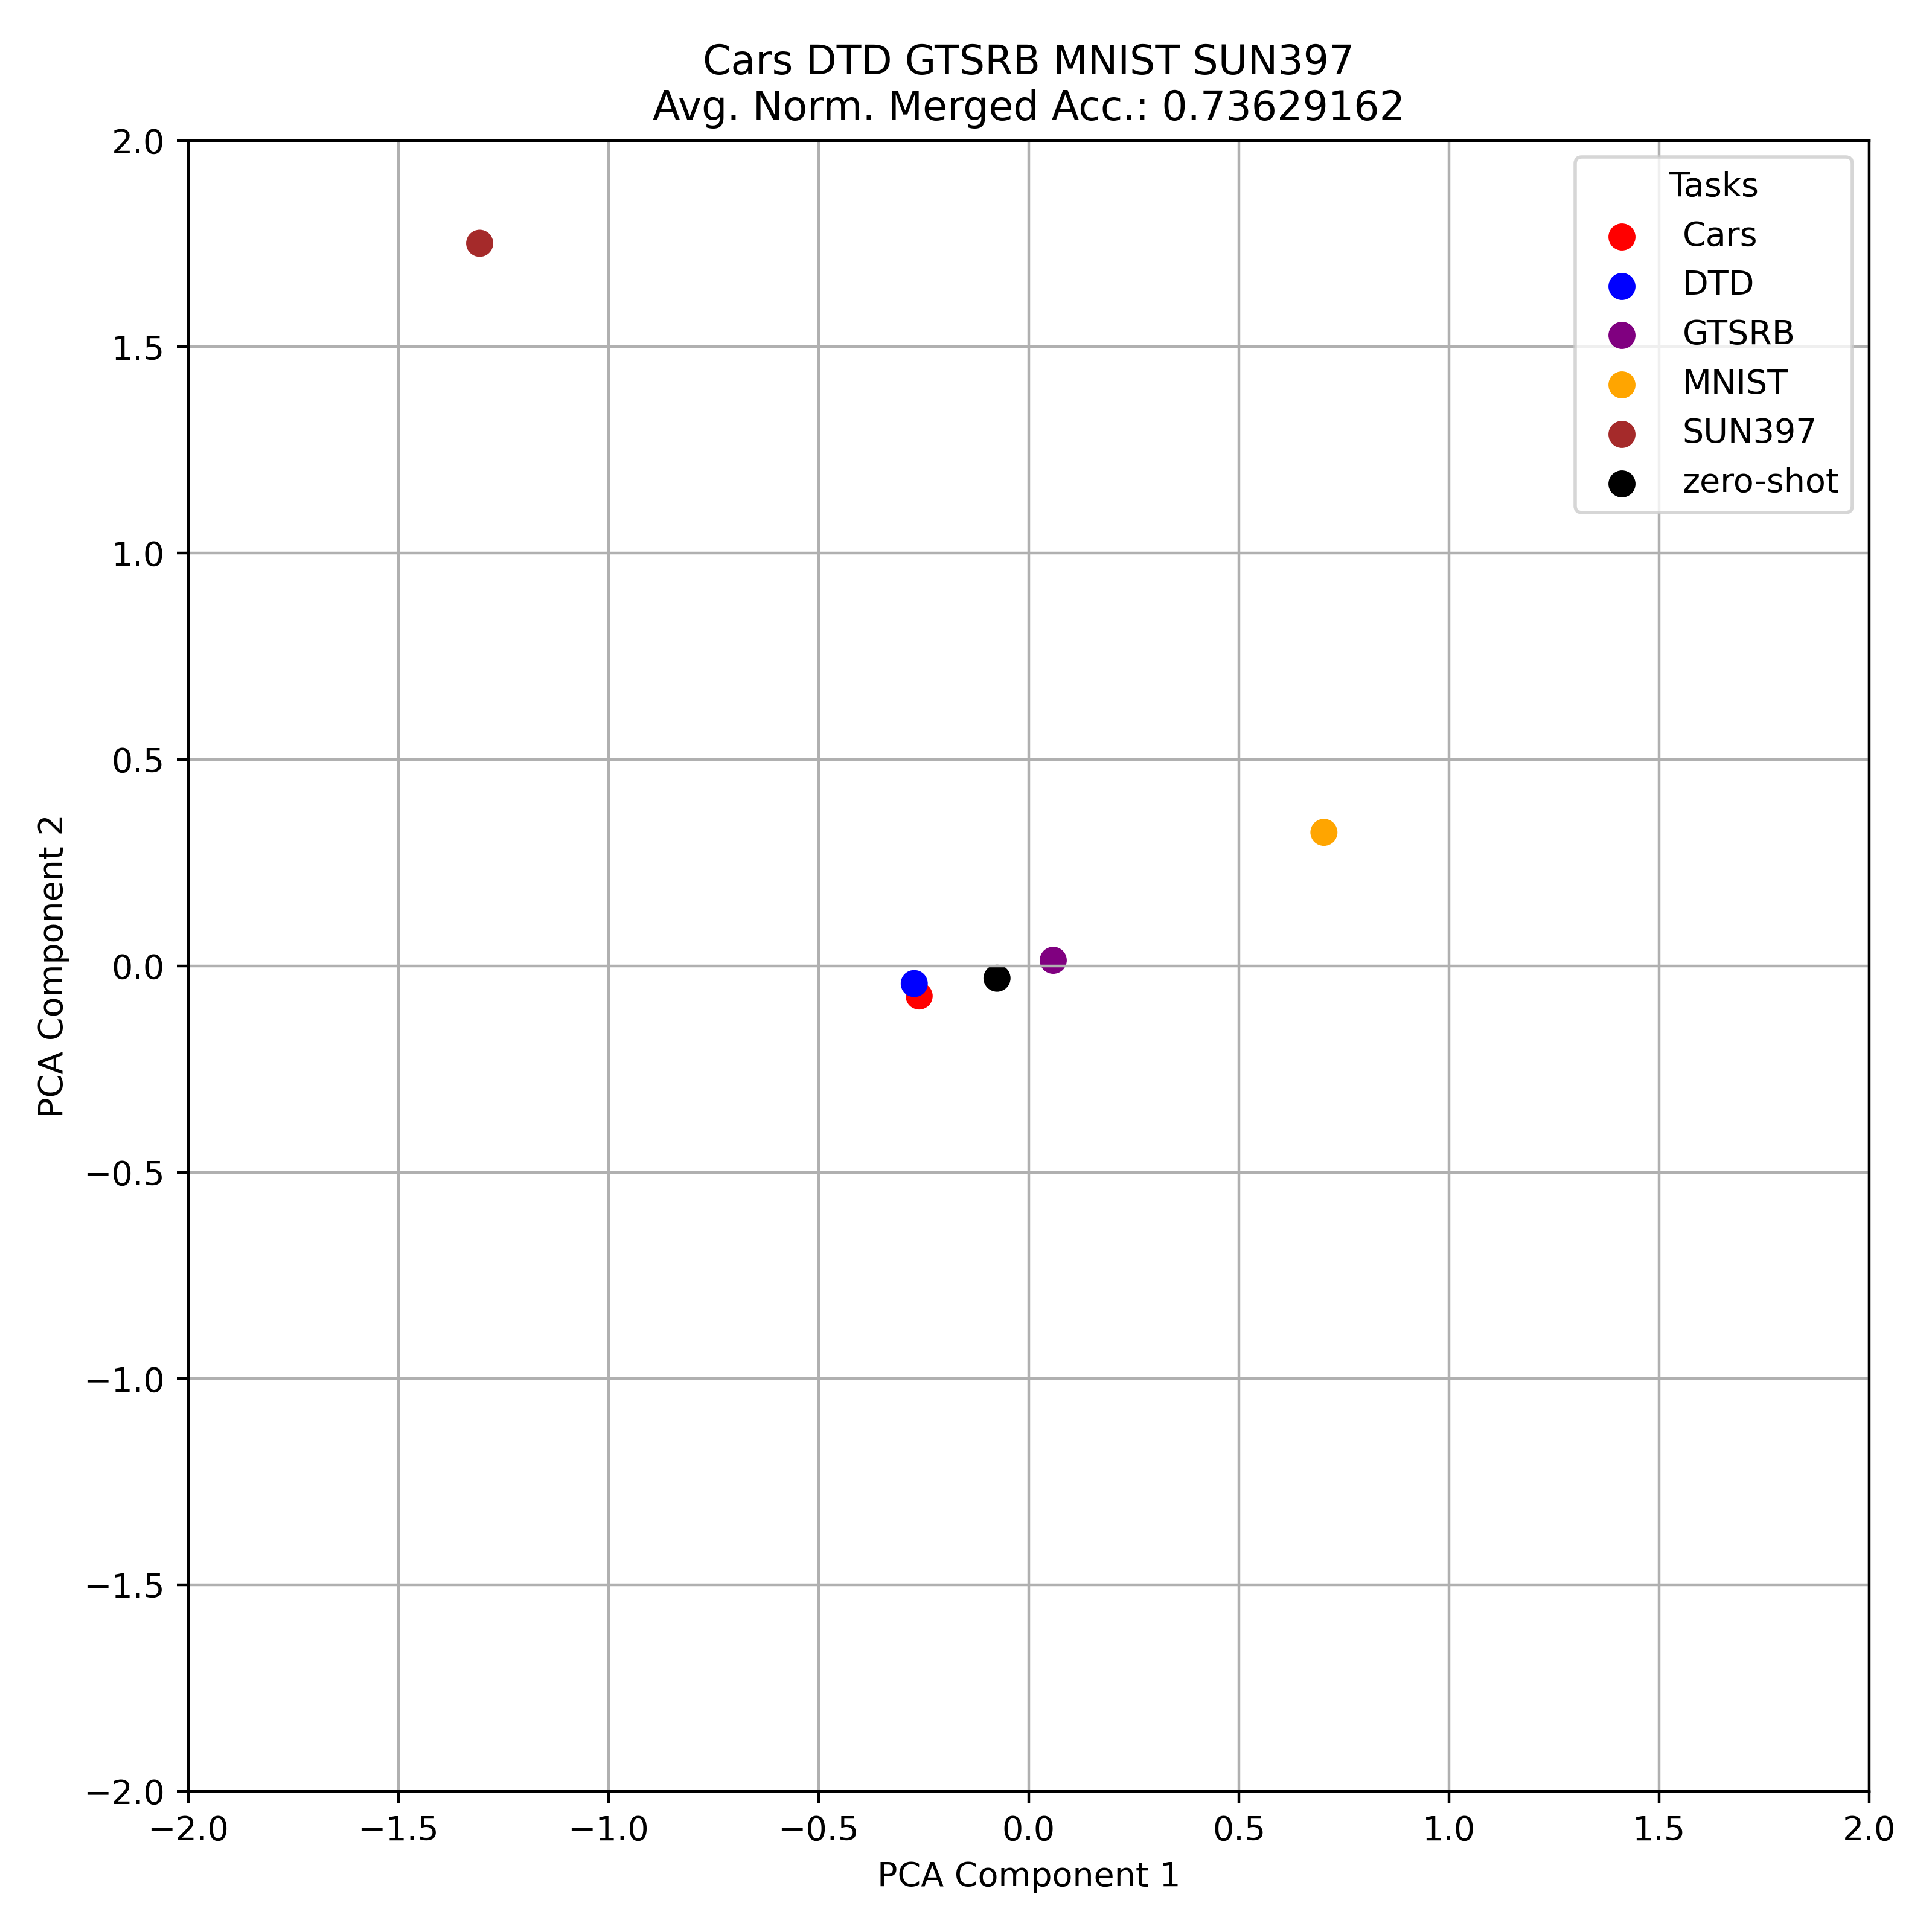 Cars DTD GTSRB MNIST SUN397
Avg. Norm. Merged Acc.: 0.73629162
Tasks
Cars
DTD
GTSRB
MNIST
SUN397
zero-shot
2.0
1.5
1.0
0.5
0.0
−0.5
−1.0
−1.5
−2.0
PCA Component 2
−2.0 −1.5 −1.0 −0.5 0.0 0.5 1.0 1.5 2.0
PCA Component 1